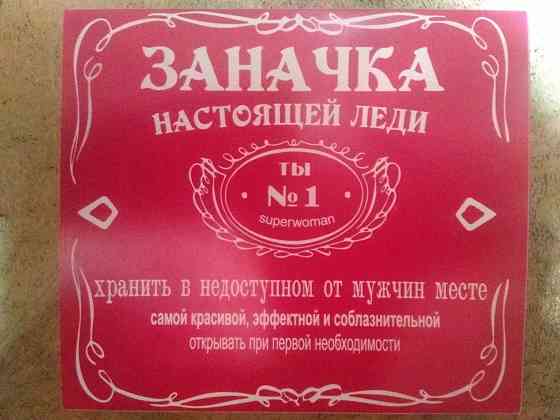 ЗАНАЧКА
НАСТОЯЩЕЙ ЛЕДИ
ТЫ
№ 1
superwoman
хранить в недоступном от мужчин месте
самой красивой, эффектной и соблазнительной
открывать при первой необходимости